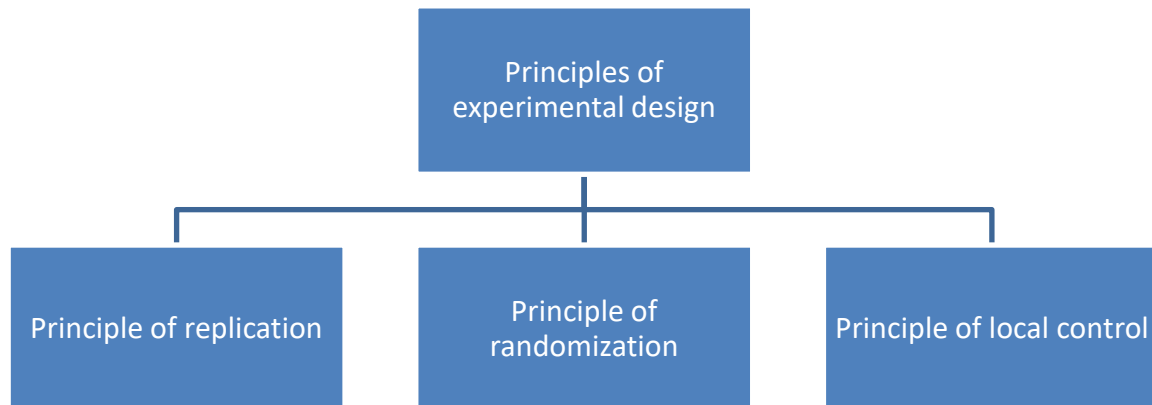 Principles of
experimental design
Principle of replication
Principle of
randomization
Principle of local control